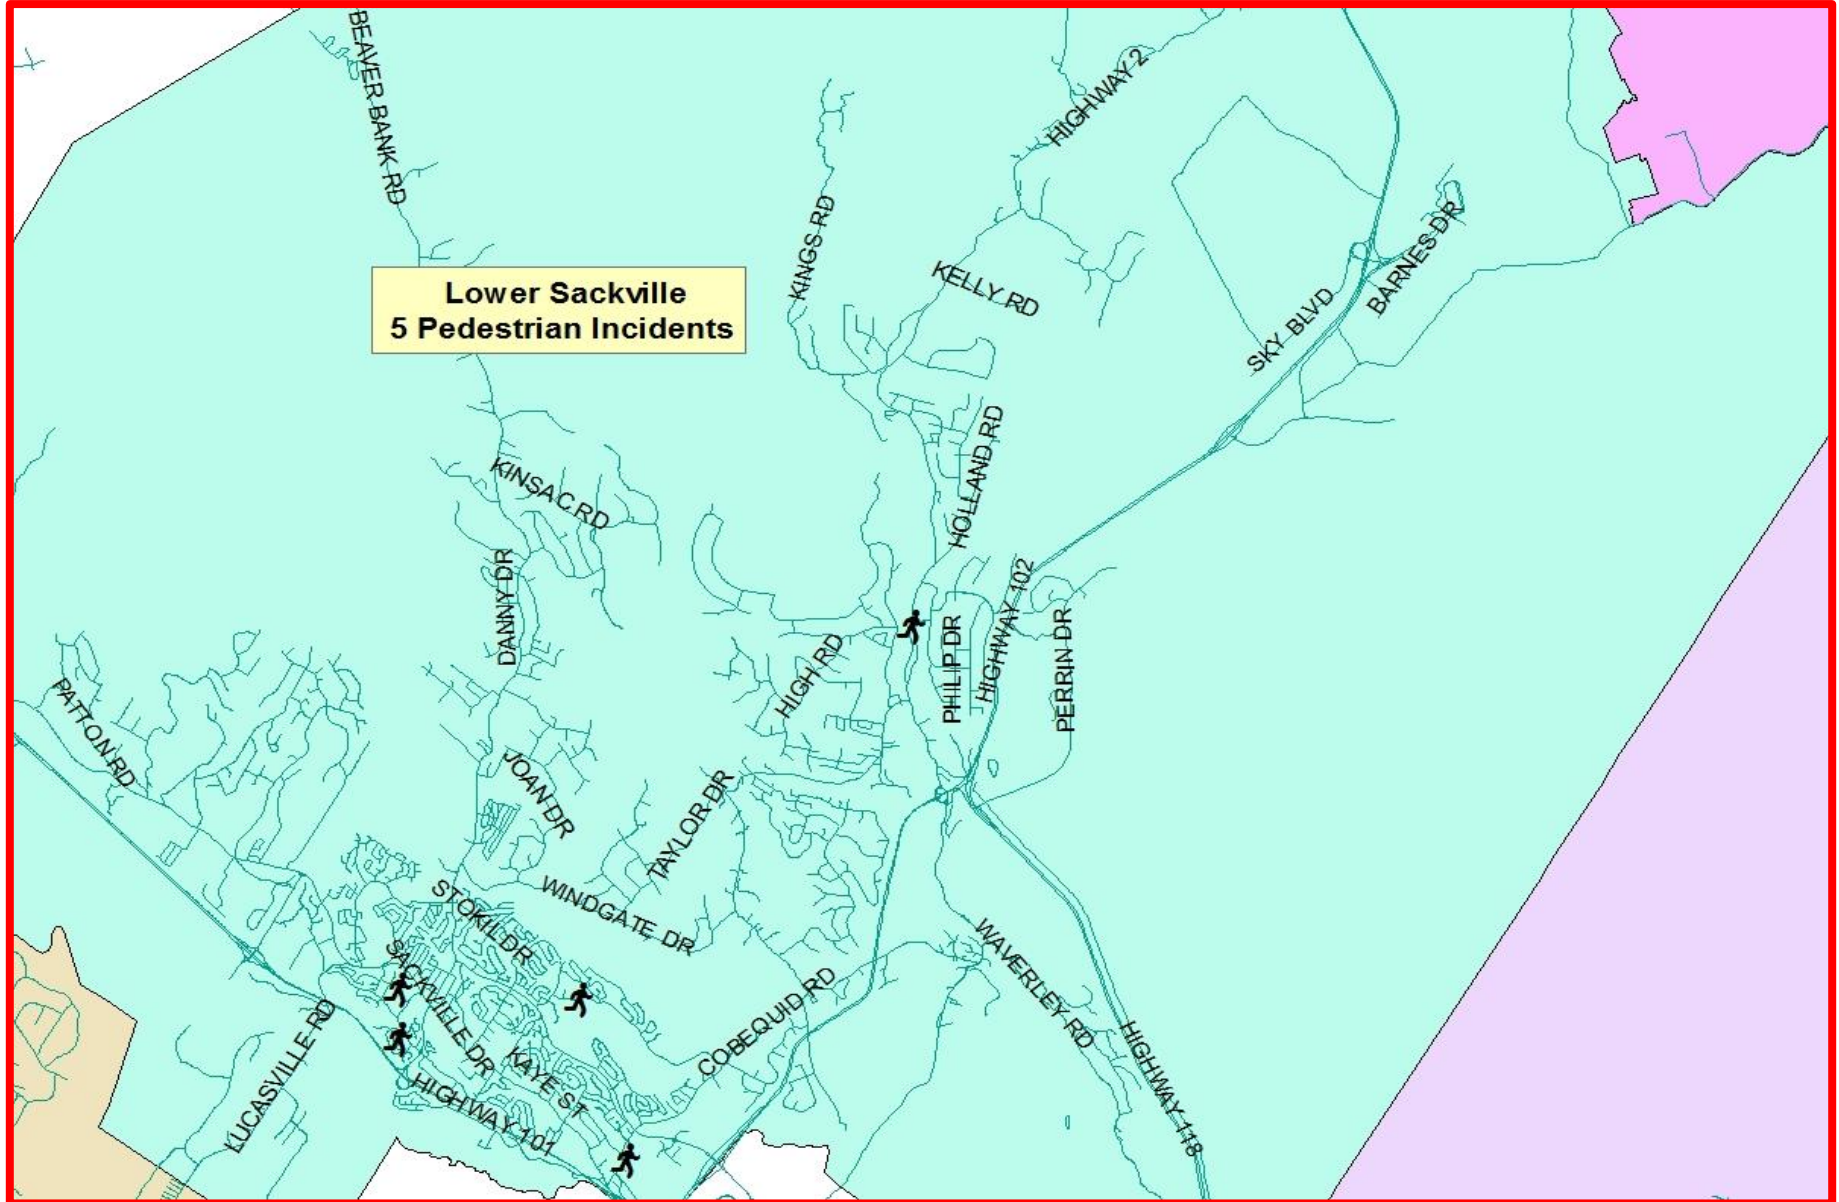 BEAVER BANK RD
HIGHWAY 2
KINGS RD
KELLY RD
BARNES DR
SKY BLVD
Lower Sackville
5 Pedestrian Incidents
HOLLAND RD
KINSAC RD
DANNY DR
HIGHWAY 102
PHILIP DR
PERRIN DR
HIGH RD
PATTON RD
JOAN DR
TAYLOR DR
STOKIL DR
WINDGATE DR
SACKVILLE DR
WAVERLEY RD
COBEQUID RD
LUCASVILLE RD
KAYE ST
HIGHWAY 101
HIGHWAY 118